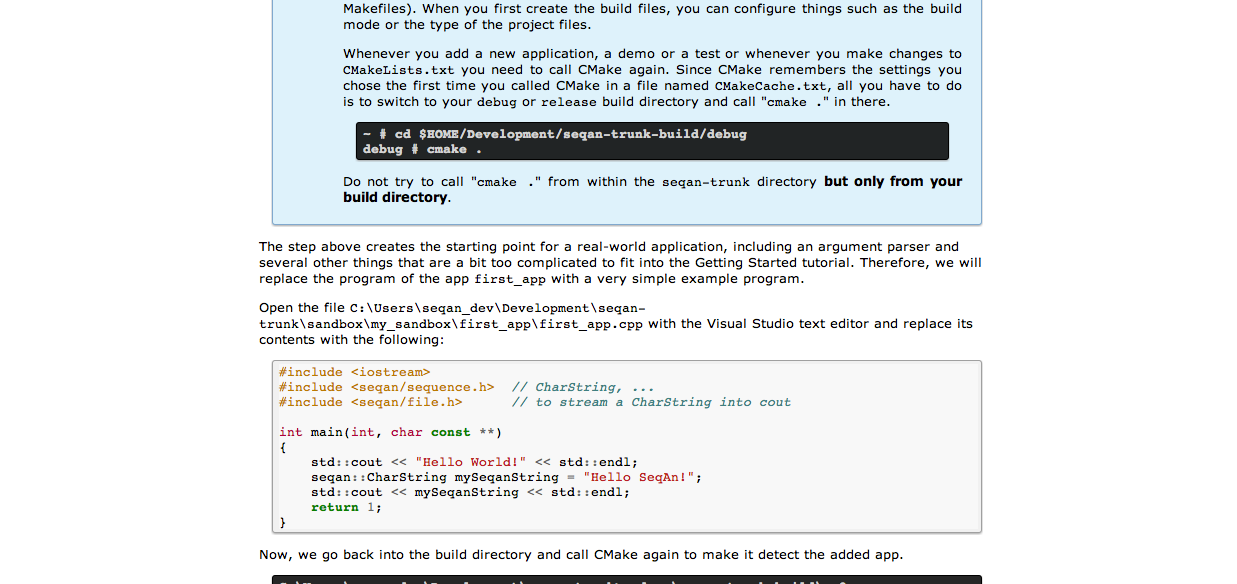 Makefiles). When you first create the build files, you can configure things such as the build
mode or the type of the project files.
Whenever you add a new application, a demo or a test or whenever you make changes to
CMakeLists.txt you need to call CMake again. Since CMake remembers the settings you
chose the first time you called CMake in a file named CMakeCache.txt, all you have to do
is to switch to your debug or release build directory and call "cmake ." in there.
~ # cd $HOME/Development/seqan-trunk-build/debug
debug # cmake .
Do not try to call "cmake ." from within the seqan-trunk directory but only from your
build directory.
The step above creates the starting point for a real-world application, including an argument parser and
several other things that are a bit too complicated to fit into the Getting Started tutorial. Therefore, we will
replace the program of the app first_app with a very simple example program.
Open the file C:\Users\seqan_dev\Development\seqan-
trunk\sandbox\my_sandbox\first_app\first_app.cpp with the Visual Studio text editor and replace its
contents with the following:
#include <iostream>
#include <seqan/sequence.h>  // CharString, ...
#include <seqan/file.h>      // to stream a CharString into cout
int main(int, char const **)
{
    std::cout << "Hello World!" << std::endl;
    seqan::CharString mySeqanString = "Hello SeqAn!";
    std::cout << mySeqanString << std::endl;
    return 1;
}
Now, we go back into the build directory and call CMake again to make it detect the added app.